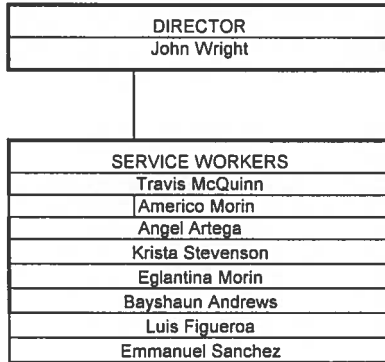 DIRECTOR
John Wright
SERVICE WORKERS
Travis McQuinn
Americo Morin
Angel Artega
Krista Stevenson
Eglantina Morin
Bayshaun Andrews
Luis Figueroa
Emmanuel Sanchez